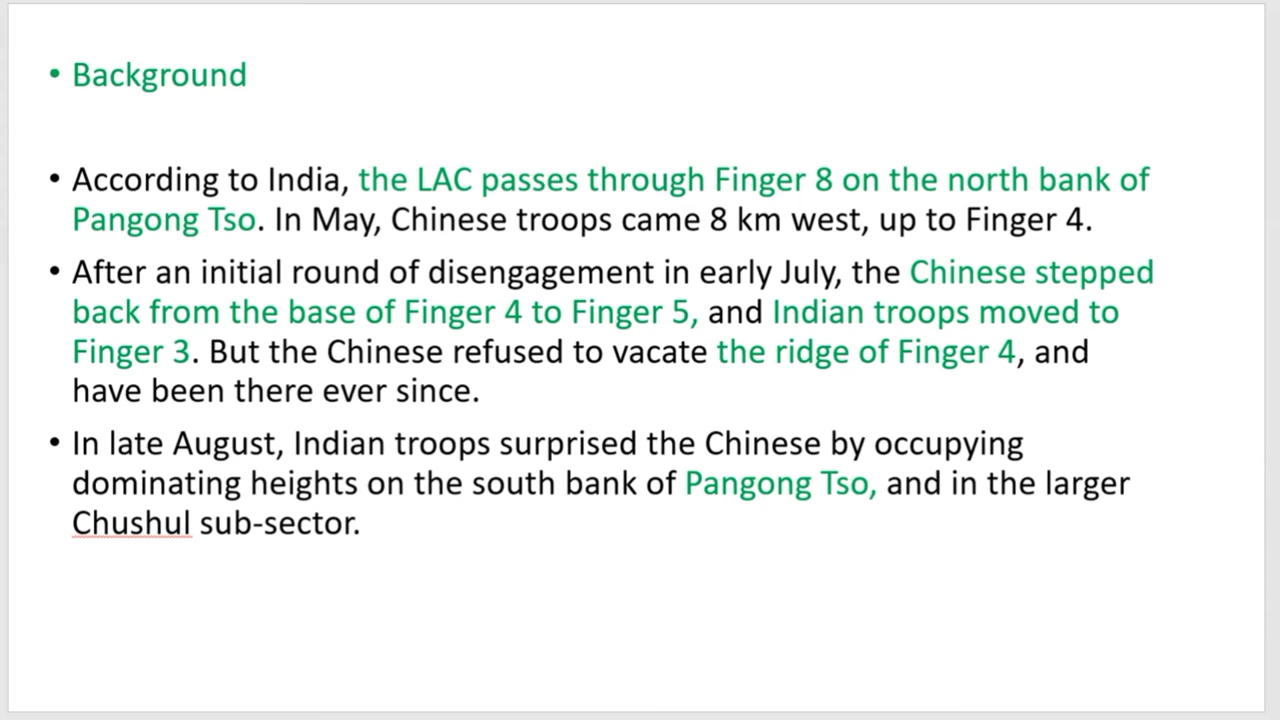 • Background
• According to India, the LAC passes through Finger 8 on the north bank of
Pangong Tso. In May, Chinese troops came 8 km west, up to Finger 4.
• After an initial round of disengagement in early July, the Chinese stepped
back from the base of Finger 4 to Finger 5, and Indian troops moved to
Finger 3. But the Chinese refused to vacate the ridge of Finger 4, and
have been there ever since.
• In late August, Indian troops surprised the Chinese by occupying
dominating heights on the south bank of Pangong Tso, and in the larger
Chushul sub-sector.